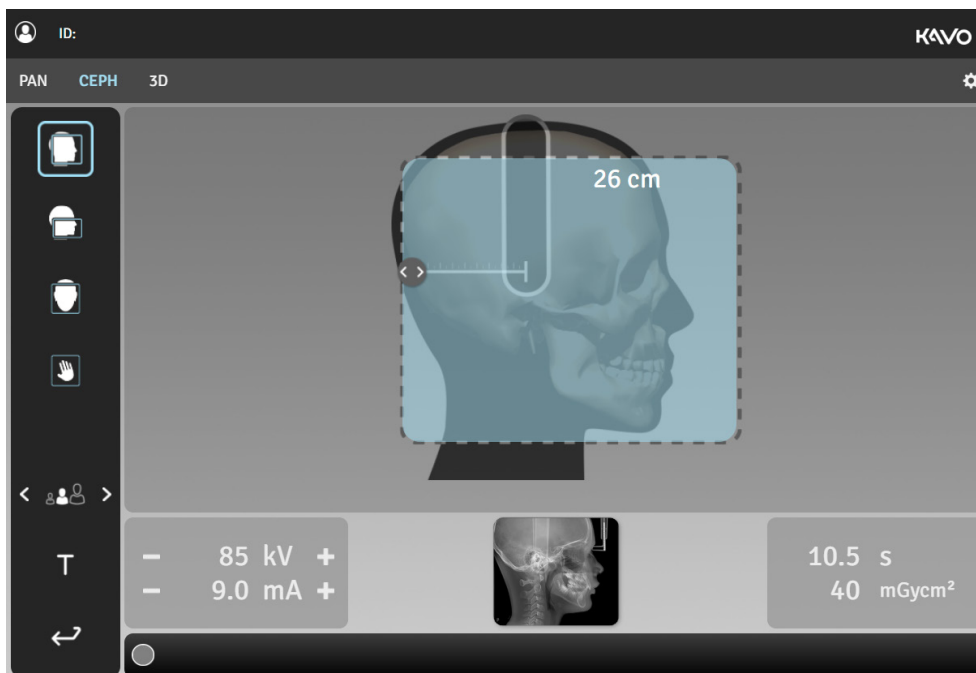 ID:
KAVO
PAN CEPH 3D
26 cm
85 kV
9.0 mA
10.5 s
40 mGycm²
T